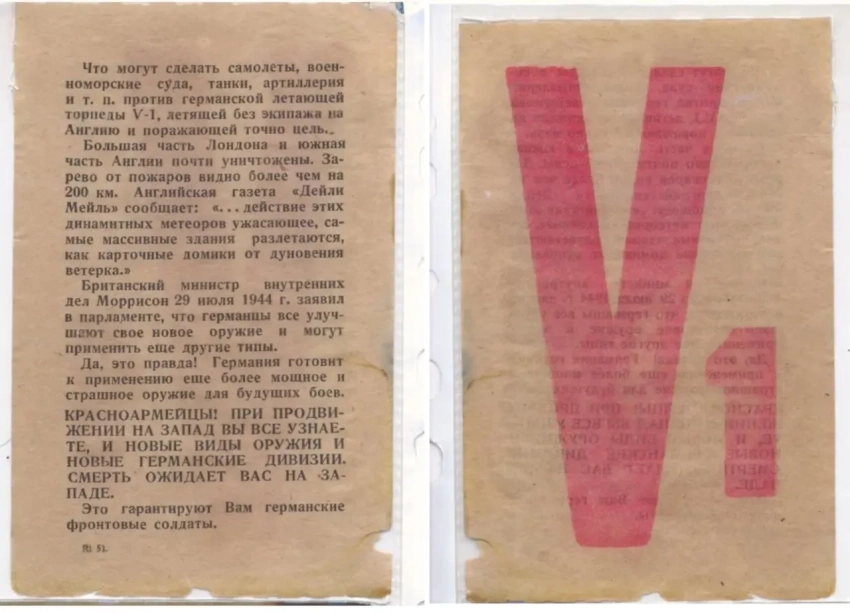 Что могут сделать самолеты, воен-
номорские суда, танки, артиллерия
и т. п. против германской летающей
торпеды V-1, летящей без экипажа на
Англию и поражающей точно цель..
Большая часть Лондона и южная
часть Англии почти уничтожены. За-
рево от пожаров видно более чем на
200 км. Английская газета «Дейли
Мейль» сообщает: «... действие этих
динамитных метеоров ужасающее, са-
мые массивные здания разлетаются,
как карточные домики от дуновения
ветерка.»
Британский министр внутренних
дел Моррисон 29 июля 1944 г. заявил
в парламенте, что германцы все улуч-
шают свое новое оружие и могут
применить еще другие типы.
Да, это правда! Германия готовит
к применению еще более мощное и
страшное оружие для будущих боев.
КРАСНОАРМЕЙЦЫ! ПРИ ПРОДВИ-
ЖЕНИИ НА ЗАПАД ВЫ ВСЕ УЗНАЕ-
ТЕ, И НОВЫЕ ВИДЫ ОРУЖИЯ И
НОВЫЕ ГЕРМАНСКИЕ ДИВИЗИИ.
СМЕРТЬ ОЖИДАЕТ ВАС НА ЗА-
ПАДЕ.
Это гарантируют Вам германские
фронтовые солдаты.
51.
V1